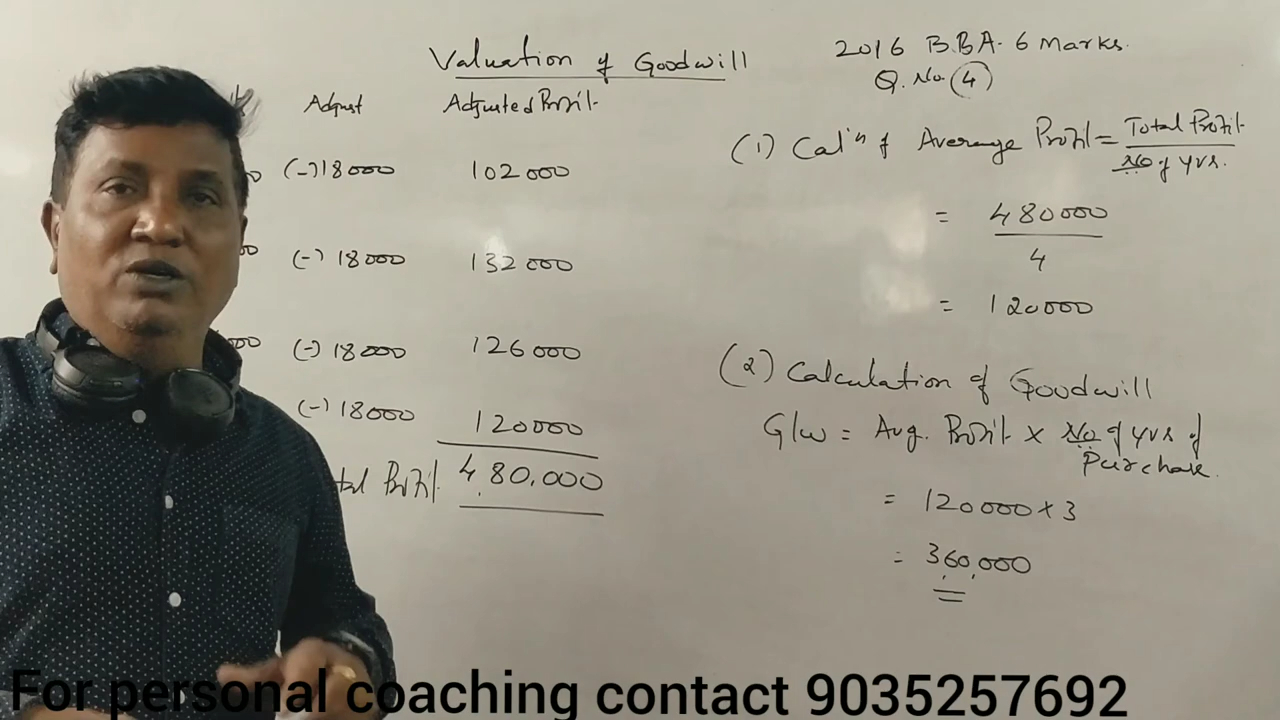 Valuation of Goodwill
2016 B.B.A. 6 Marks.
Q. No. (4)
Adjust Adjusted Profit
(-) 18000 102000
(-) 18000 132000
(-) 18000 126000
(-) 18000 120000
tal Profit 4,80,000
(1) Cal'n of Average Profit = Total Profit
No of yrs.
= 480000
4
= 120000
(2) Calculation of Goodwill
G/w = Avg. Profit × No of yrs of
Purchase.
= 120000 × 3
= 360,000
For personal coaching contact 9035257692